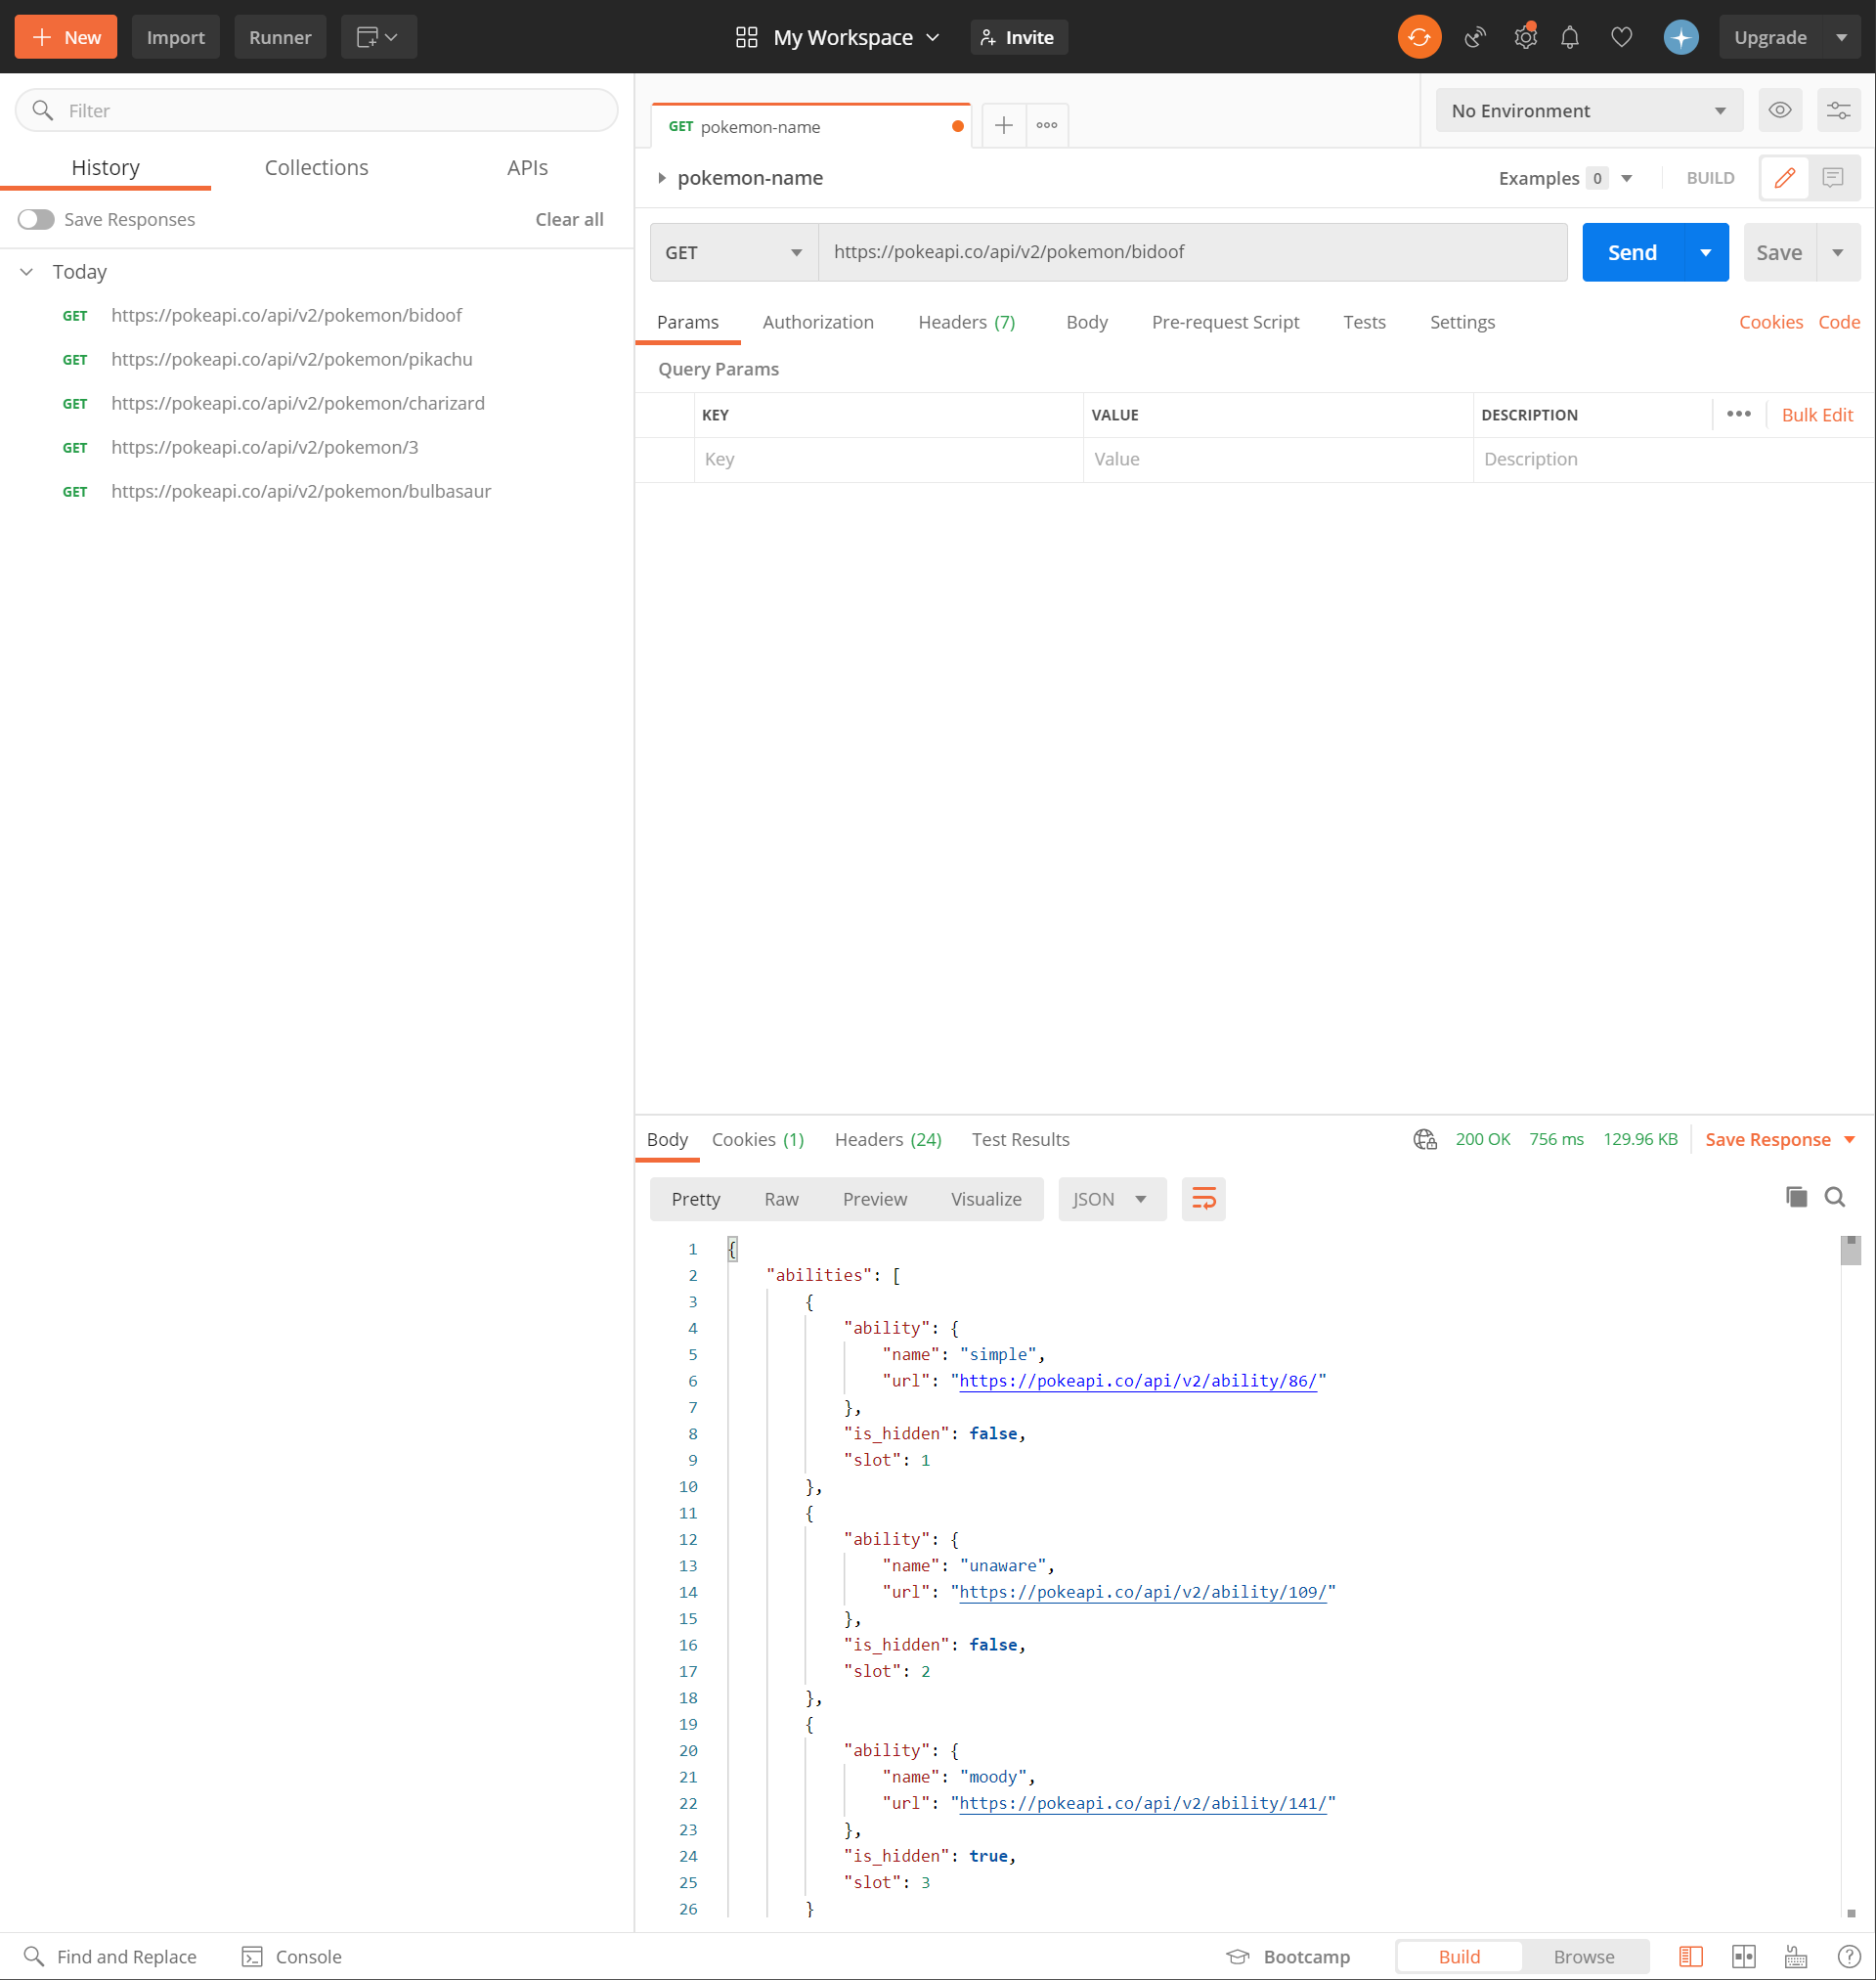 New Import Runner My Workspace Invite Upgrade
Filter
History Collections APIs
Save Responses Clear all
Today
GET https://pokeapi.co/api/v2/pokemon/bidoof
GET https://pokeapi.co/api/v2/pokemon/pikachu
GET https://pokeapi.co/api/v2/pokemon/charizard
GET https://pokeapi.co/api/v2/pokemon/3
GET https://pokeapi.co/api/v2/pokemon/bulbasaur
GET pokemon-name
No Environment
pokemon-name Examples 0 BUILD
GET https://pokeapi.co/api/v2/pokemon/bidoof Send Save
Params Authorization Headers (7) Body Pre-request Script Tests Settings Cookies Code
Query Params
KEY VALUE DESCRIPTION Bulk Edit
Key Value Description
Body Cookies (1) Headers (24) Test Results 200 OK 756 ms 129.96 KB Save Response
Pretty Raw Preview Visualize JSON
1 {
2 "abilities": [
3 {
4 "ability": {
5 "name": "simple",
6 "url": "https://pokeapi.co/api/v2/ability/86/"
7 },
8 "is_hidden": false,
9 "slot": 1
10 },
11 {
12 "ability": {
13 "name": "unaware",
14 "url": "https://pokeapi.co/api/v2/ability/109/"
15 },
16 "is_hidden": false,
17 "slot": 2
18 },
19 {
20 "ability": {
21 "name": "moody",
22 "url": "https://pokeapi.co/api/v2/ability/141/"
23 },
24 "is_hidden": true,
25 "slot": 3
26 }
Find and Replace Console Bootcamp Build Browse